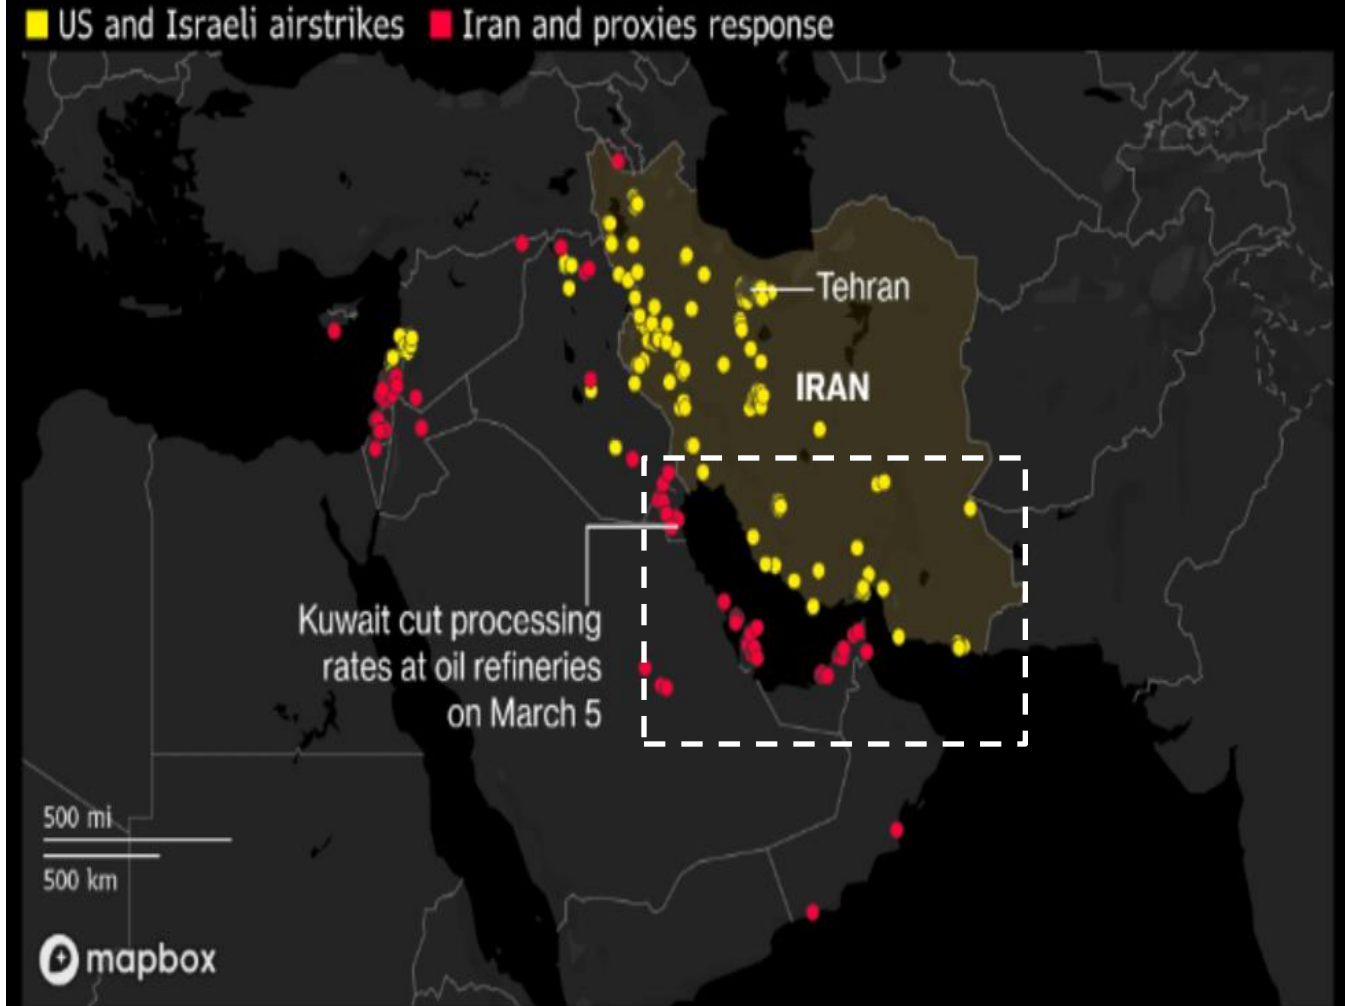 US and Israeli airstrikes
Iran and proxies response
Tehran
IRAN
Kuwait cut processing
rates at oil refineries
on March 5
500 mi
500 km
mapbox